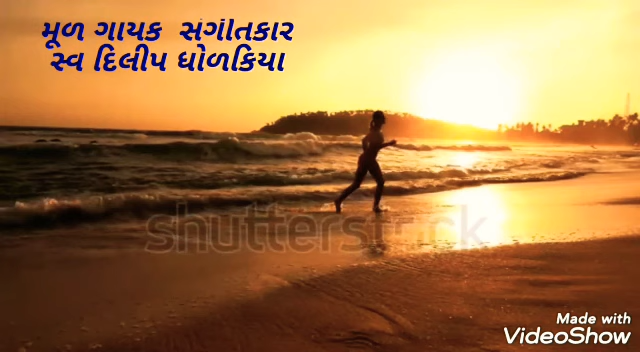 મૂળ ગાયક સંગીતકાર
સ્વ દિલીપ ધોળકિયા
shutterstock
Made with
VideoShow